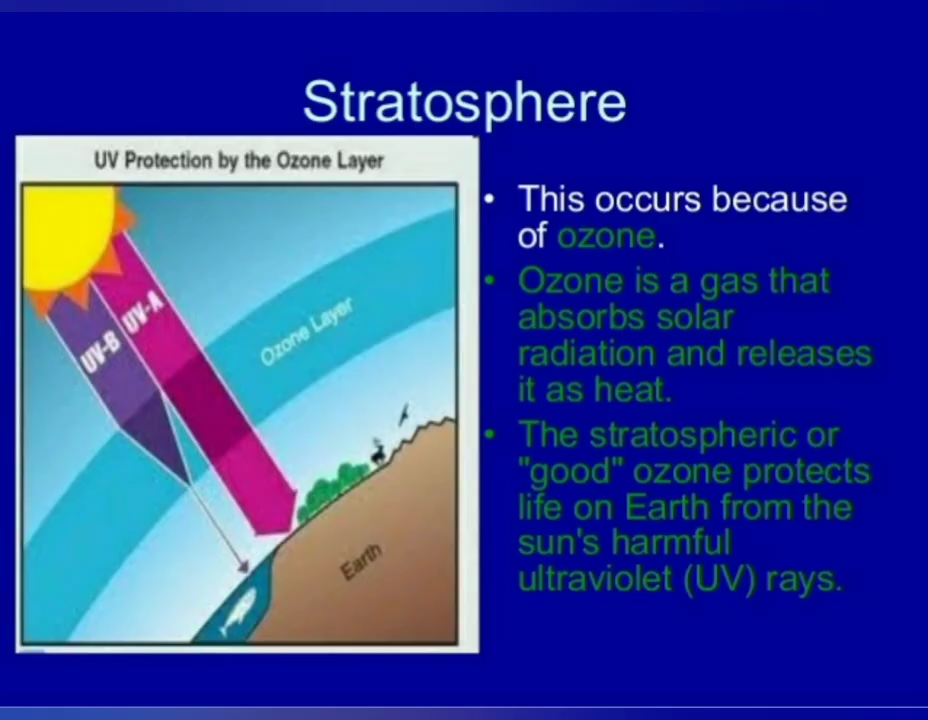 Stratosphere
UV Protection by the Ozone Layer
UV-B
UV-A
Ozone Layer
Earth
• This occurs because
of ozone.
• Ozone is a gas that
absorbs solar
radiation and releases
it as heat.
• The stratospheric or
"good" ozone protects
life on Earth from the
sun's harmful
ultraviolet (UV) rays.